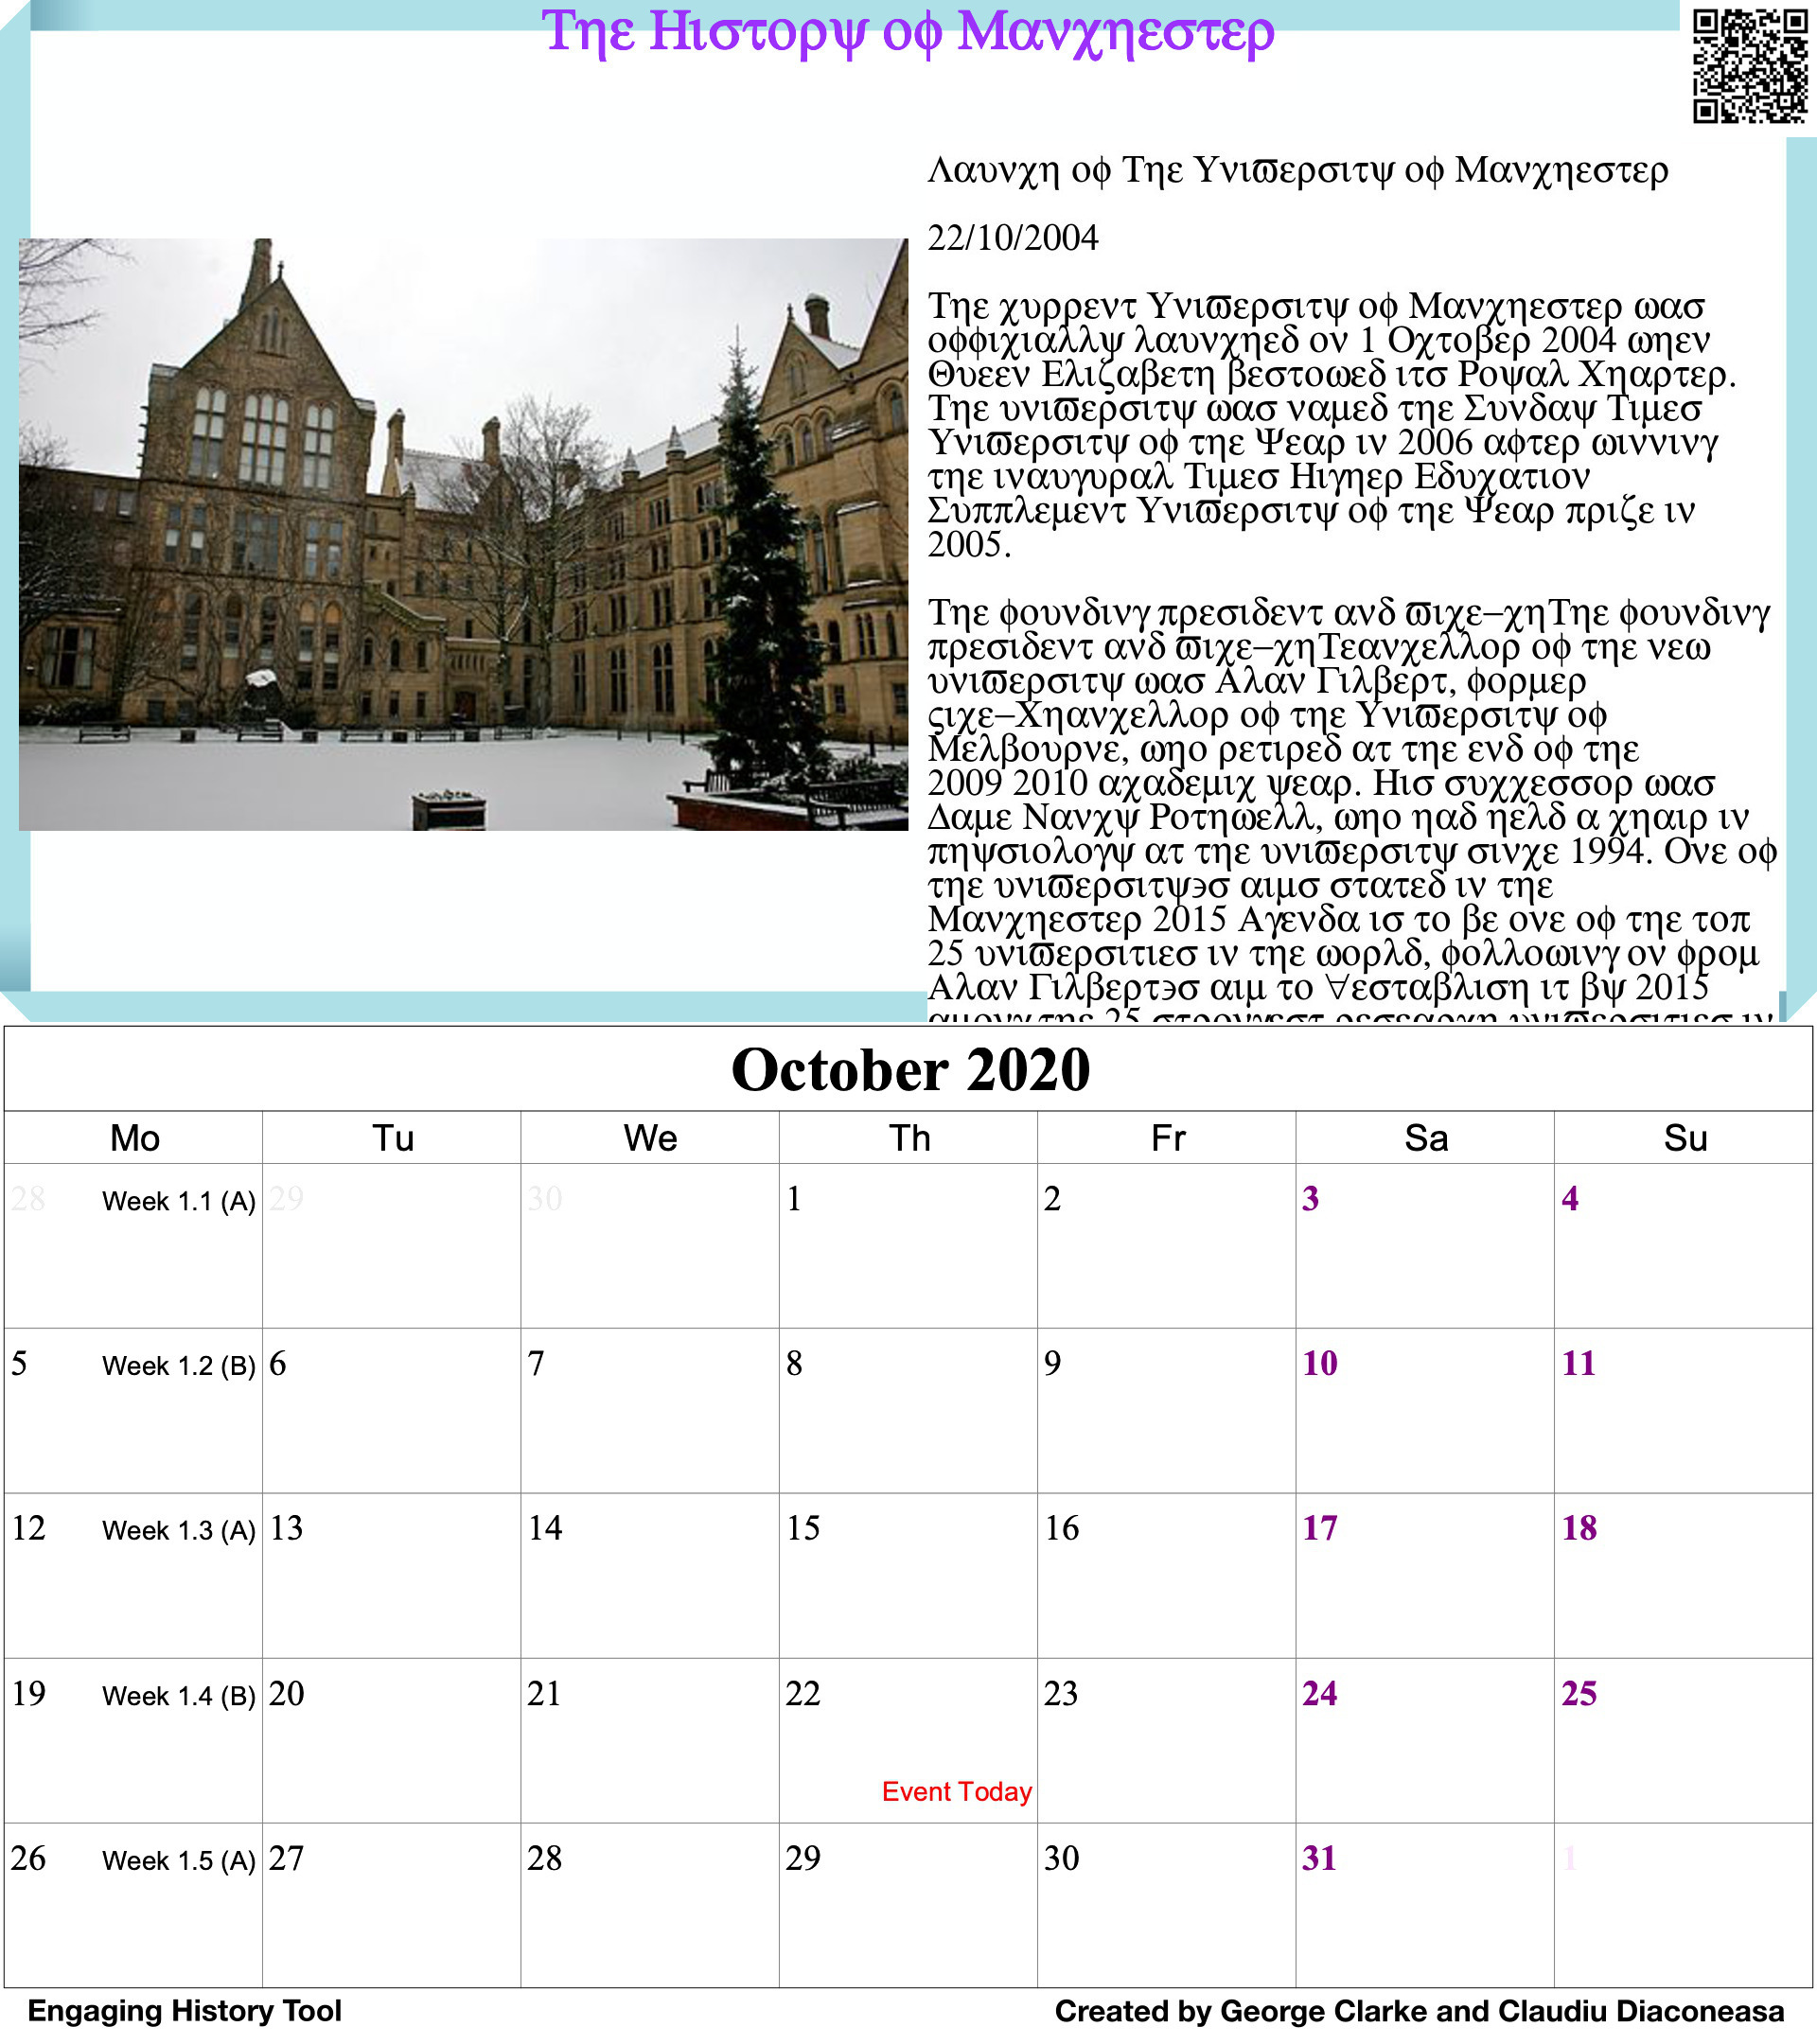 Τηε Ηιστορψ οφ Μανχηεστερ
Λαυνχη οφ Τηε Υνιϖερσιτψ οφ Μανχηεστερ
22/10/2004
Τηε χυρρεντ Υνιϖερσιτψ οφ Μανχηεστερ ωασ
οφφιχιαλλψ λαυνχηεδ ον 1 Οχτοβερ 2004 ωηεν
Θυεεν Ελιζαβετη βεστοωεδ ιτσ Ροψαλ Χηαρτερ.
Τηε υνιϖερσιτψ ωασ ναμεδ τηε Συνδαψ Τιμεσ
Υνιϖερσιτψ οφ τηε Ψεαρ ιν 2006 αφτερ ωιννινγ
τηε ιναυγυραλ Τιμεσ Ηιγηερ Εδυχατιον
Συππλεμεντ Υνιϖερσιτψ οφ τηε Ψεαρ πριζε ιν
2005.
Τηε φουνδινγ πρεσιδεντ ανδ ϖιχε–χηΤηε φουνδινγ
πρεσιδεντ ανδ ϖιχε–χηΤεανχελλορ οφ τηε νεω
υνιϖερσιτψ ωασ Αλαν Γιλβερτ, φορμερ
ςιχε–Χηανχελλορ οφ τηε Υνιϖερσιτψ οφ
Μελβουρνε, ωηο ρετιρεδ ατ τηε ενδ οφ τηε
2009 2010 αχαδεμιχ ψεαρ. Ηισ συχχεσσορ ωασ
Δαμε Νανχψ Ροτηωελλ, ωηο ηαδ ηελδ α χηαιρ ιν
πηψσιολογψ ατ τηε υνιϖερσιτψ σινχε 1994. Ονε οφ
τηε υνιϖερσιτψ϶σ αιμσ στατεδ ιν τηε
Μανχηεστερ 2015 Αγενδα ισ το βε ονε οφ τηε τοπ
25 υνιϖερσιτιεσ ιν τηε ωορλδ, φολλοωινγ ον φρομ
Αλαν Γιλβερτ϶σ αιμ το ∀εσταβλιση ιτ βψ 2015
αμονγ τηε 25 στρονγεστ ρεσεαρχη υνιϖερσιτιεσ ιν
October 2020
Mo Tu We Th Fr Sa Su
28 Week 1.1 (A) 29 30 1 2 3 4
5 Week 1.2 (B) 6 7 8 9 10 11
12 Week 1.3 (A) 13 14 15 16 17 18
19 Week 1.4 (B) 20 21 22 23 24 25
Event Today
26 Week 1.5 (A) 27 28 29 30 31 1
Engaging History Tool
Created by George Clarke and Claudiu Diaconeasa